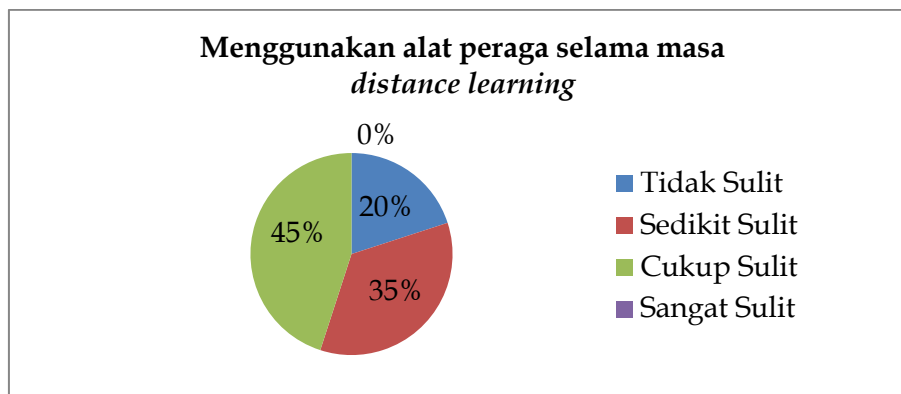 Menggunakan alat peraga selama masa
distance learning
0%
20%
45%
35%
Tidak Sulit
Sedikit Sulit
Cukup Sulit
Sangat Sulit